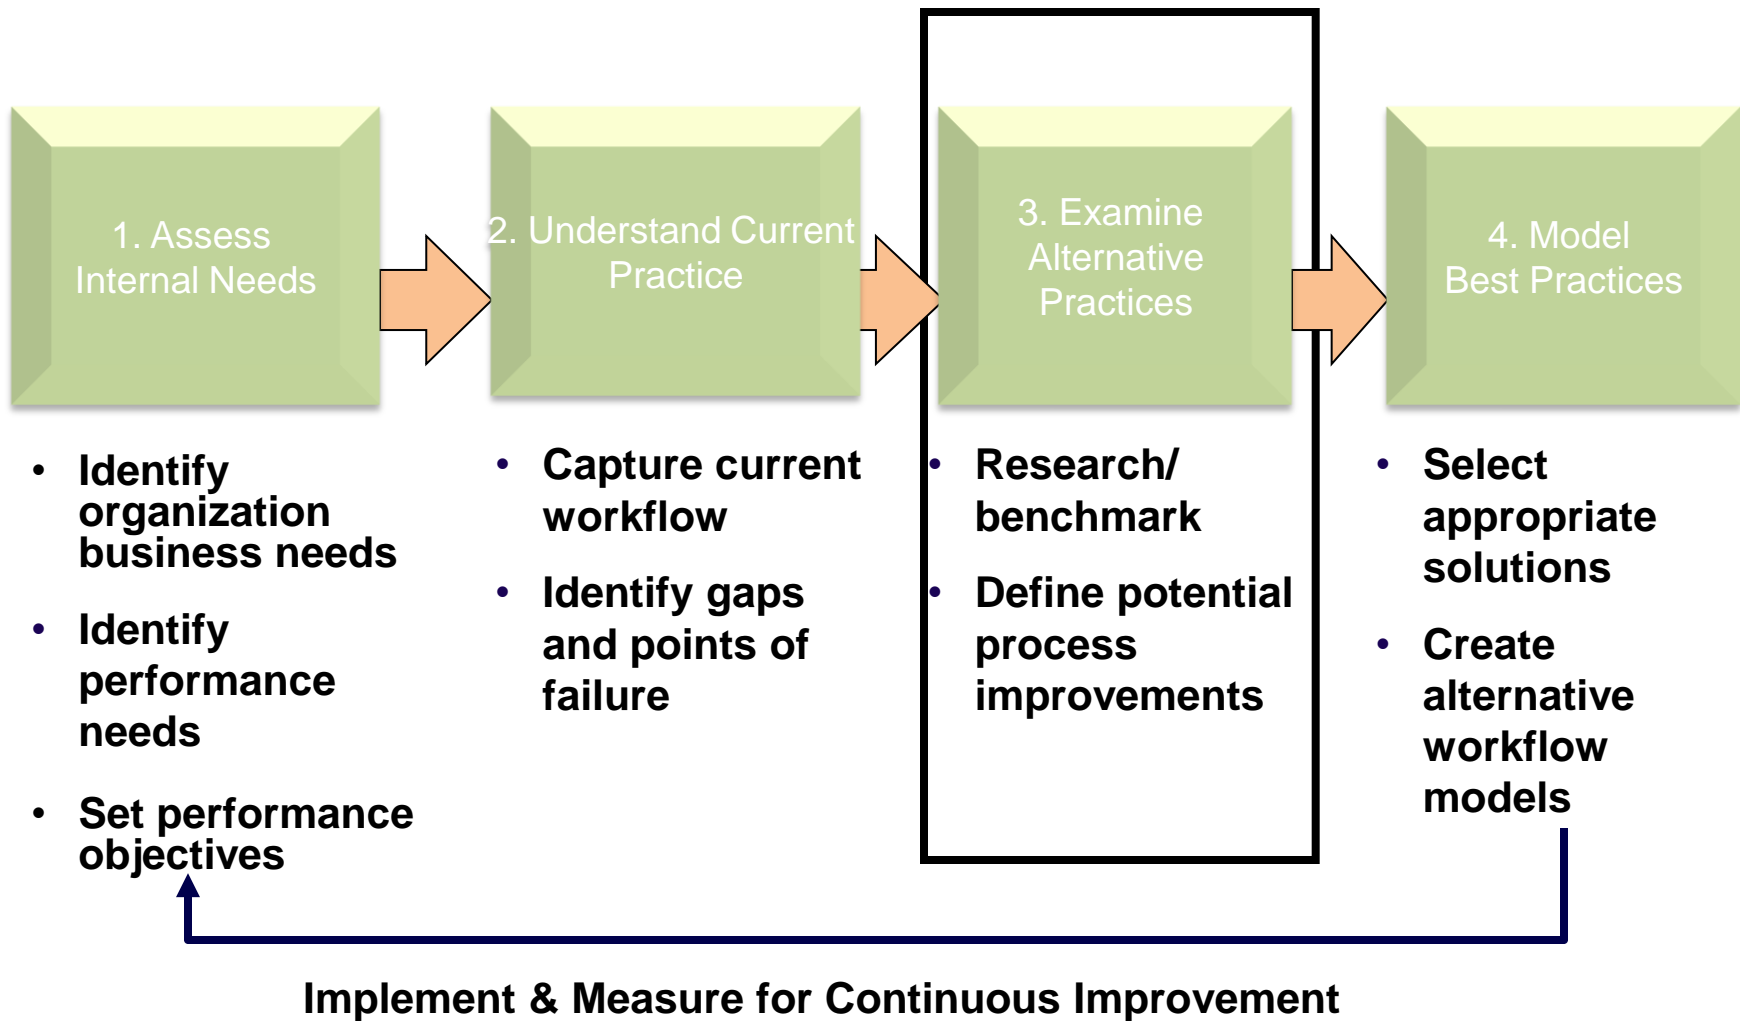 1. Assess
Internal Needs
2. Understand Current
Practice
3. Examine
Alternative
Practices
4. Model
Best Practices
• Identify
organization
business needs
• Identify
performance
needs
• Set performance
objectives
• Capture current
workflow
• Identify gaps
and points of
failure
• Research/
benchmark
• Define potential
process
improvements
• Select
appropriate
solutions
• Create
alternative
workflow
models
Implement & Measure for Continuous Improvement